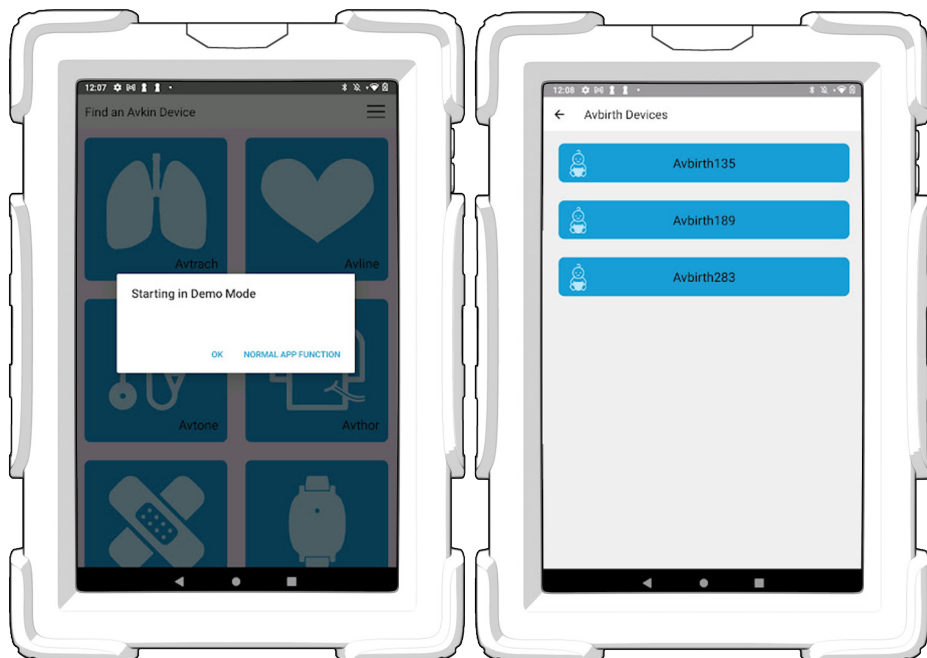 12:07
Find an Avkin Device
Avtrach
Avline
Starting in Demo Mode
OK NORMAL APP FUNCTION
Avtone
Avthor
12:08
Avbirth Devices
Avbirth135
Avbirth189
Avbirth283